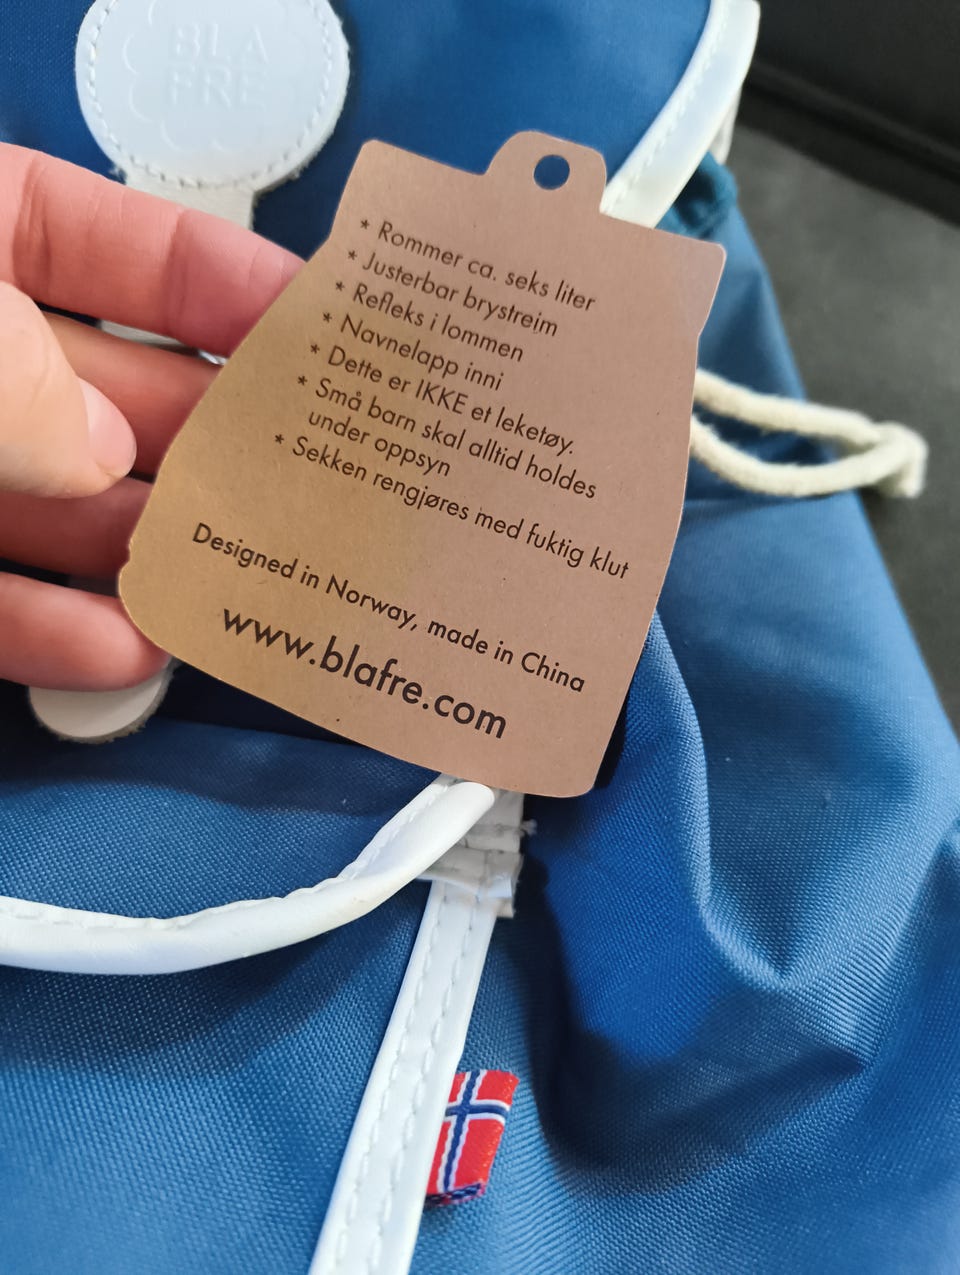 BLA
FRE
* Rommer ca. seks liter
* Justerbar brystreim
* Refleks i lommen
* Navnelapp inni
* Dette er IKKE et leketøy.
* Små barn skal alltid holdes
under oppsyn
* Sekken rengjøres med fuktig klut
Designed in Norway, made in China
www.blafre.com